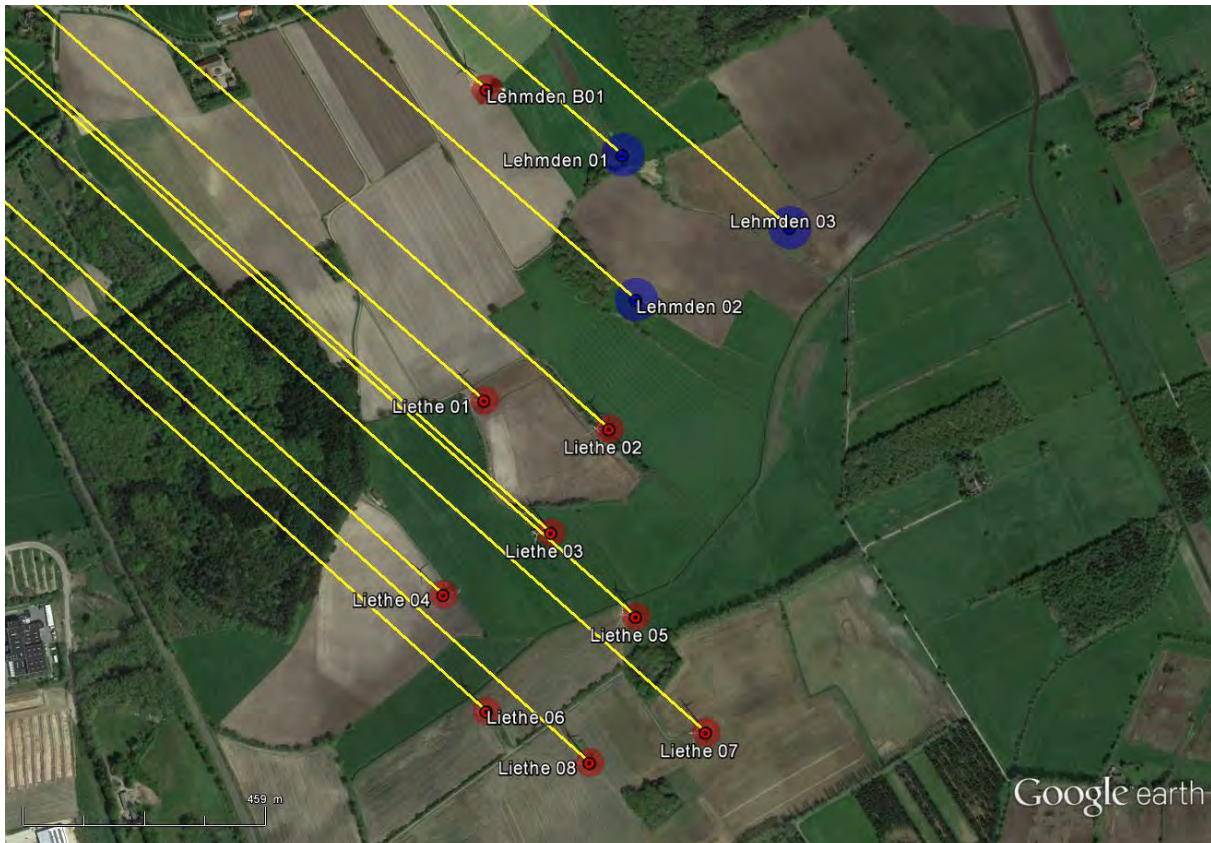 Lehmden B01
Lehmden 01
Lehmden 03
Lehmden 02
Liethe 01
Liethe 02
Liethe 03
Liethe 04
Liethe 05
Liethe 06
Liethe 07
Liethe 08
459 m
Google earth